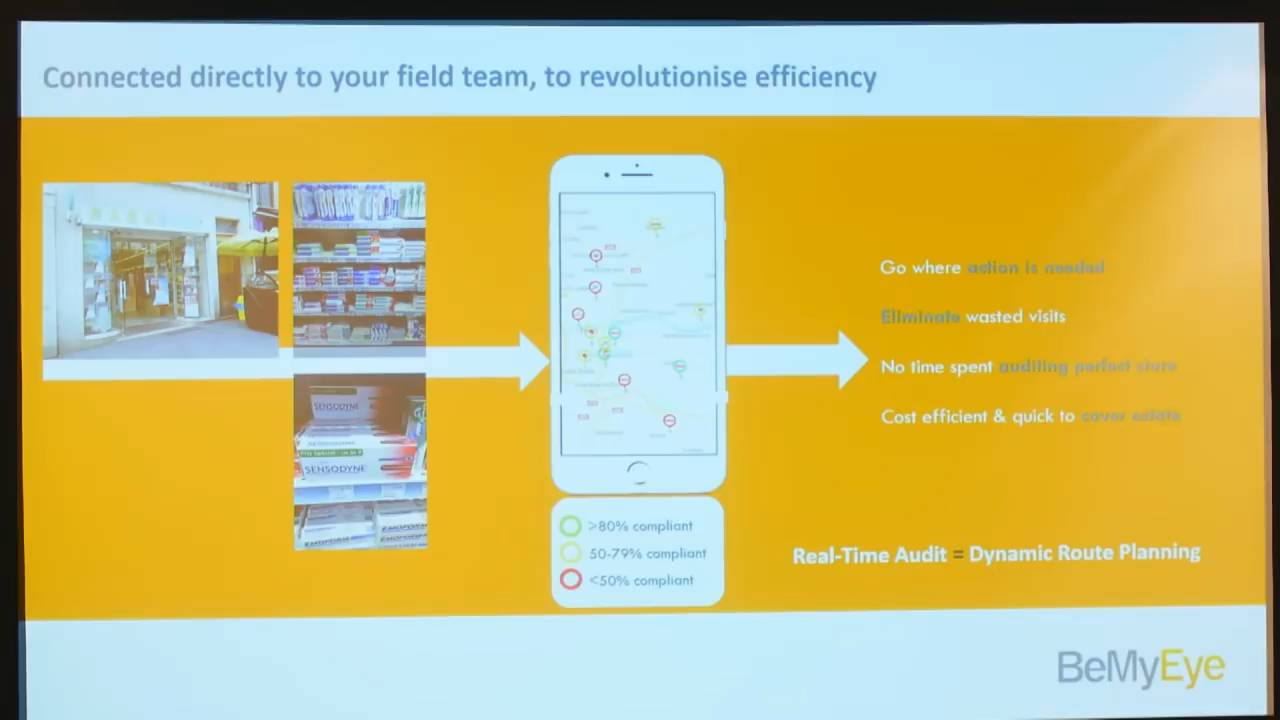 Connected directly to your field team, to revolutionise efficiency
SENSODYNE
SENSODYNE
EMOFORM
Go where action is needed
Eliminate wasted visits
No time spent auditing perfect store
Cost efficient & quick to cover estate
>80% compliant
50-79% compliant
<50% compliant
Real-Time Audit = Dynamic Route Planning
BeMyEye